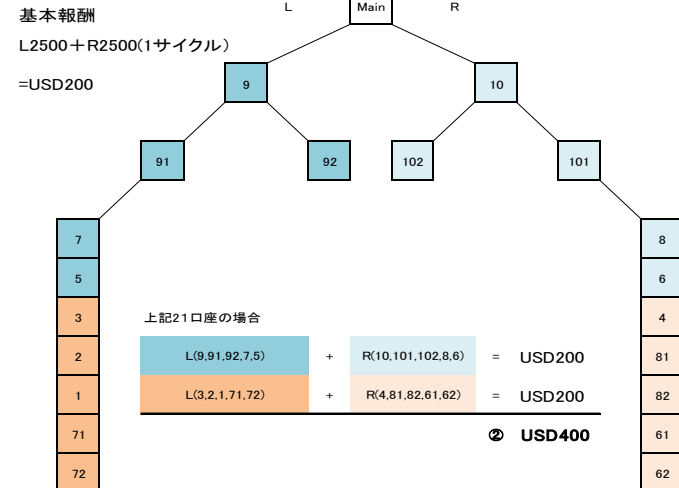 基本報酬
L
Main
R
L2500+R2500(1サイクル)
=USD200
9
10
91
92
102
101
7
8
5
6
3
上記21口座の場合
4
2
L(9,91,92,7,5) + R(10,101,102,8,6) = USD200
81
1
L(3,2,1,71,72) + R(4,81,82,61,62) = USD200
82
71
② USD400
61
72
62